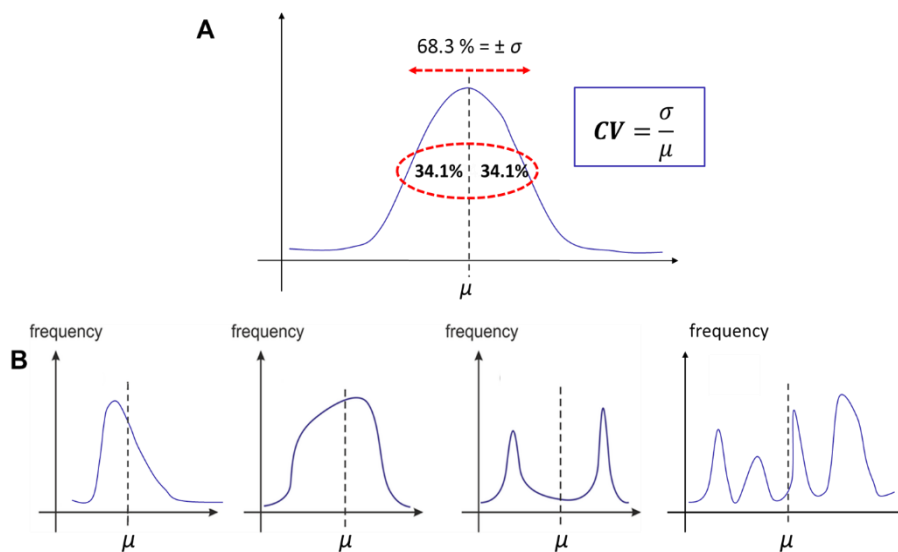 A
68.3 % = ± σ
CV = σ/μ
34.1% 34.1%
μ
B
frequency frequency frequency frequency
μ μ μ μ